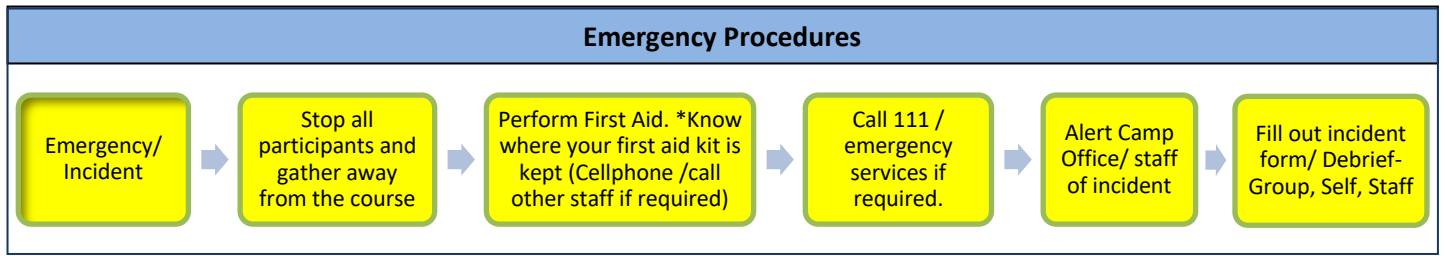 Emergency Procedures
Emergency/
Incident
Stop all
participants and
gather away
from the course
Perform First Aid. *Know
where your first aid kit is
kept (Cellphone /call
other staff if required)
Call 111 /
emergency
services if
required.
Alert Camp
Office/ staff
of incident
Fill out incident
form/ Debrief-
Group, Self, Staff